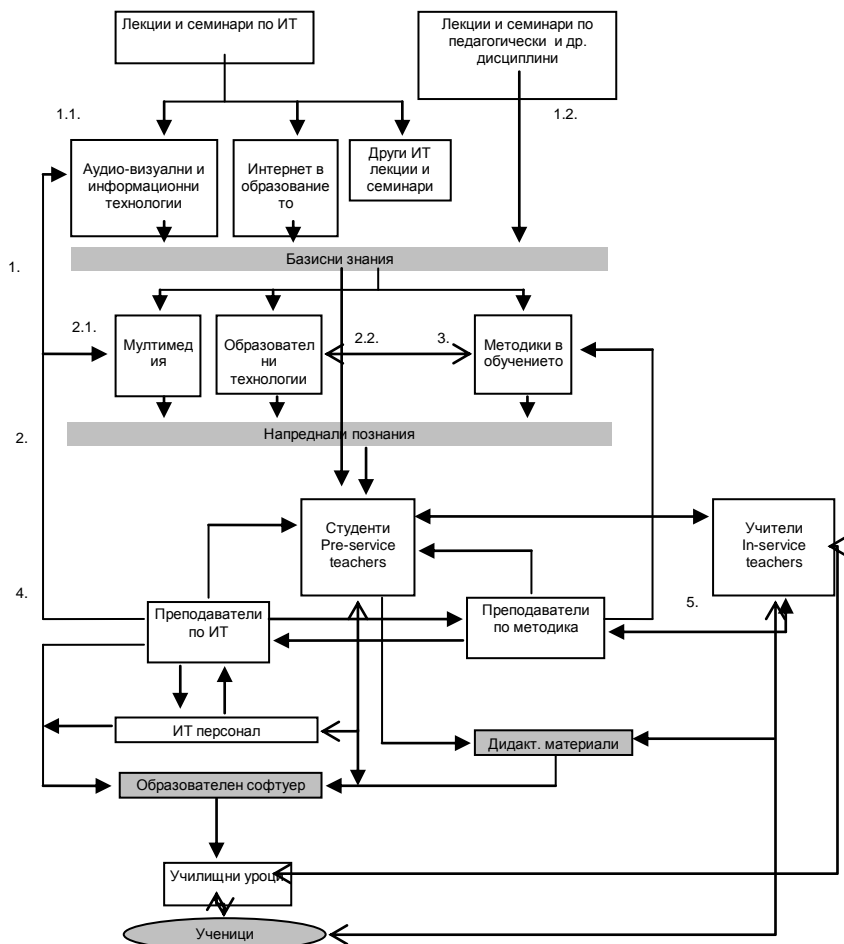 Лекции и семинари по ИТ
Лекции и семинари по
педагогически и др.
дисциплини
1.1.
1.2.
Аудио-визуални и
информационни
технологии
Интернет в
образование
то
Други ИТ
лекции и
семинари
Базисни знания
1.
2.1.
Мултимед
ия
Образовател
ни
технологии
2.2.
3.
Методики в
обучението
Напреднали познания
2.
Студенти
Pre-service
teachers
Учители
In-service
teachers
4.
Преподаватели
по ИТ
Преподаватели
по методика
5.
ИТ персонал
Дидакт. материали
Образователен софтуер
Училищни уроци
Ученици